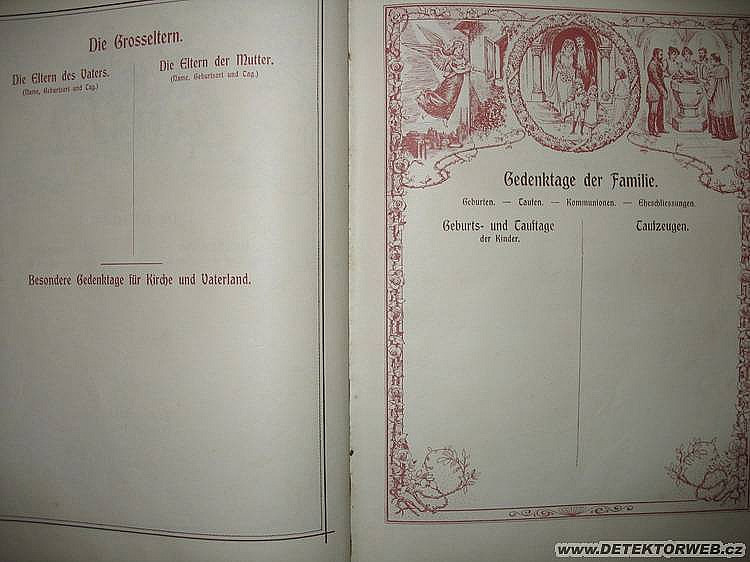 Die Grosseltern.
Die Eltern des Vaters.
(Name, Geburtsort und Tag.)
Die Eltern der Mutter.
(Name, Geburtsort und Tag.)
Besondere Gedenktage für Kirche und Vaterland.
Gedenktage der Familie.
Geburten. — Taufen. — Kommunionen. — Eheschliessungen.
Geburts- und Tauftage
der Kinder.
Taufzeugen.
www.DETEKTORWEB.cz